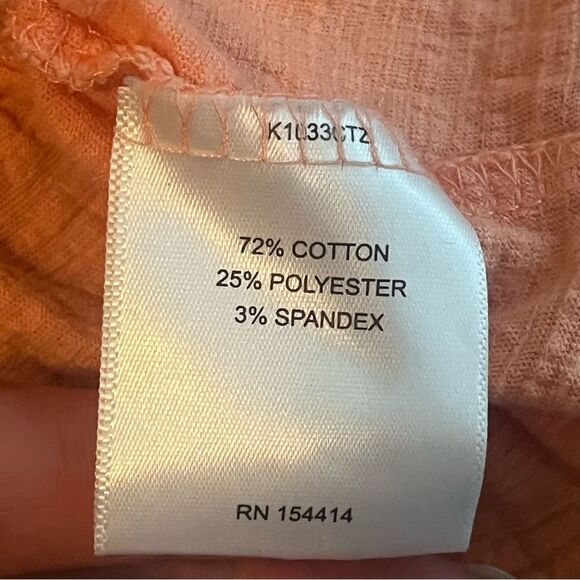 K1033CTZ
72% COTTON
25% POLYESTER
3% SPANDEX
RN 154414